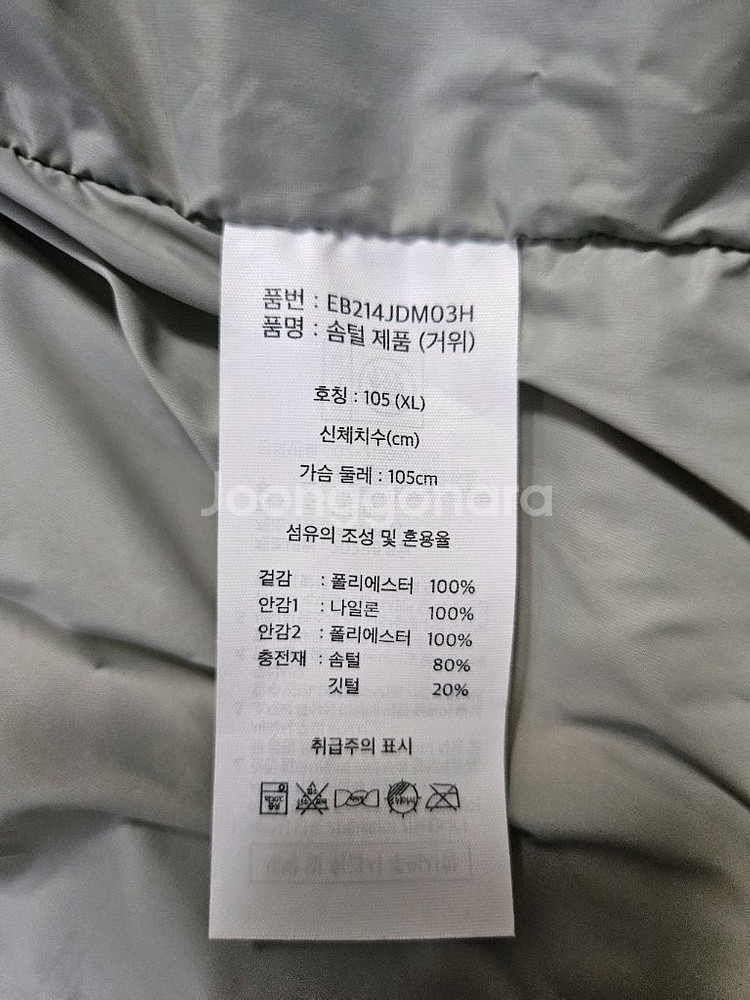 품번 : EB214JDM03H
품명 : 솜털 제품 (거위)
호칭 : 105 (XL)
신체치수(cm)
가슴 둘레 : 105cm
Joonggonara
섬유의 조성 및 혼용율
겉감 : 폴리에스터 100%
안감1 : 나일론 100%
안감2 : 폴리에스터 100%
충전재 : 솜털 80%
깃털 20%
취급주의 표시